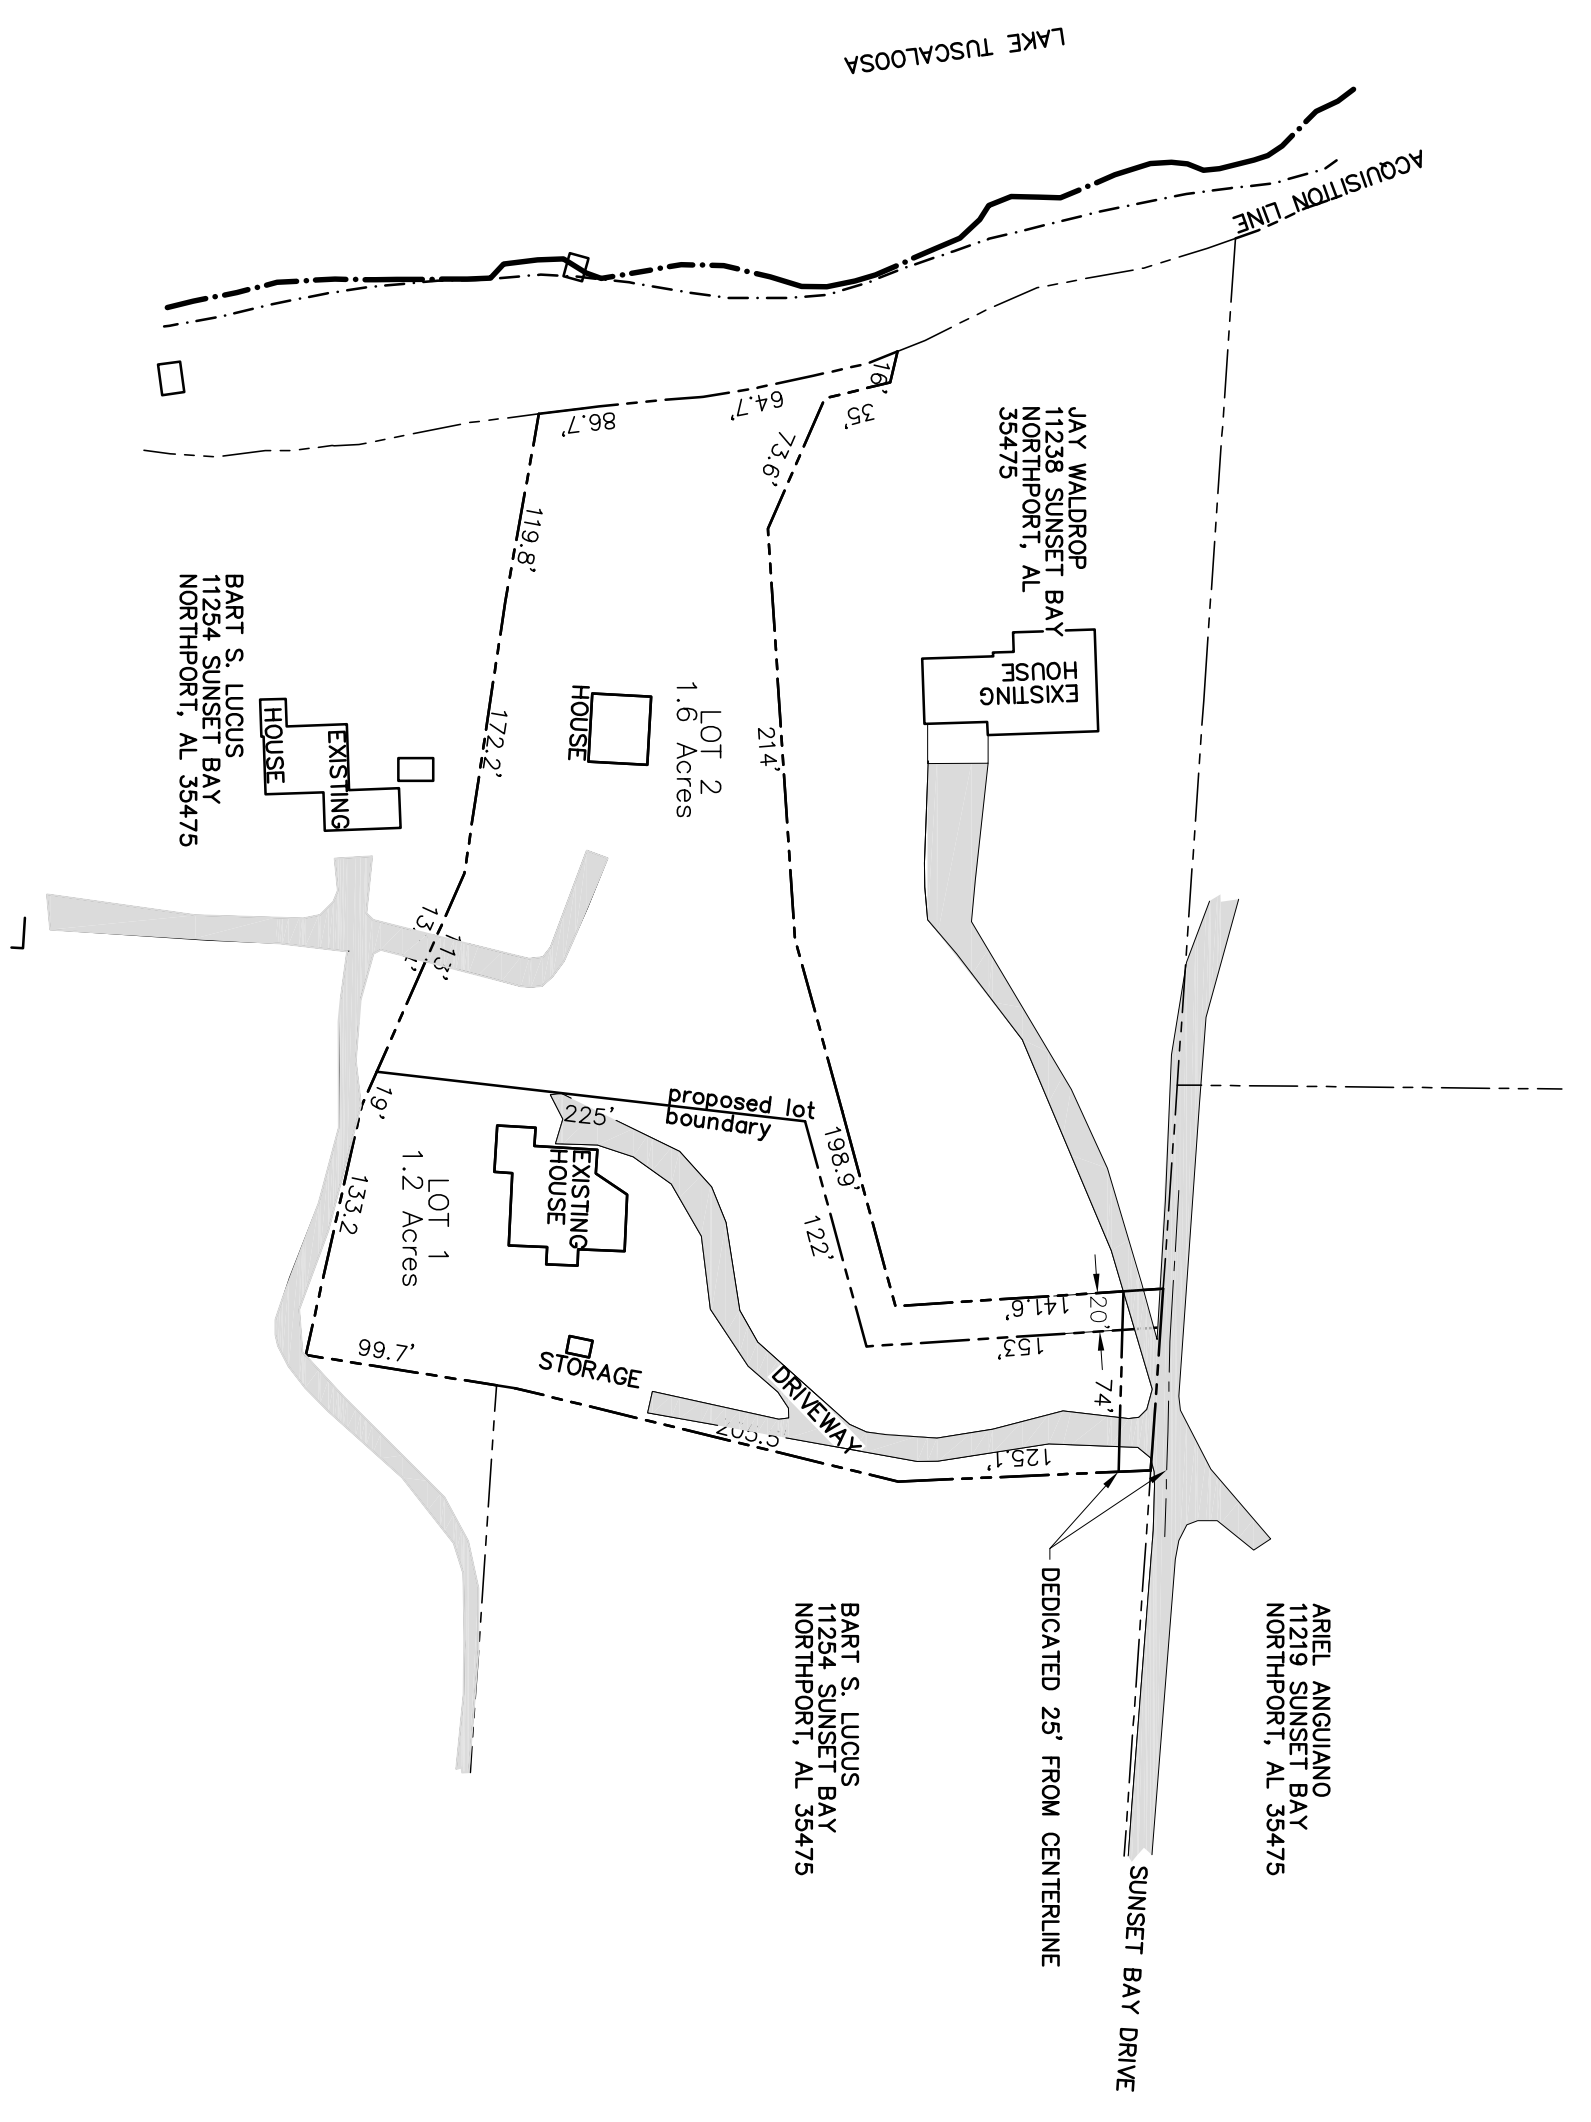 LAKE TUSCALOOSA
ACQUISITION LINE
16'
35'
64.7'
86.7'
73.6'
JAY WALDROP
11238 SUNSET BAY
NORTHPORT, AL
35475
119.8'
EXISTING
HOUSE
BART S. LUCUS
11254 SUNSET BAY
NORTHPORT, AL 35475
EXISTING
HOUSE
172.2'
HOUSE
LOT 2
1.6 Acres
214'
113'
19'
proposed lot
boundary
225'
198.9'
122'
LOT 1
1.2 Acres
133.2
EXISTING
HOUSE
141.6'
20'
153'
74'
99.7'
STORAGE
DRIVEWAY
205.5'
125.1'
DEDICATED 25' FROM CENTERLINE
BART S. LUCUS
11254 SUNSET BAY
NORTHPORT, AL 35475
ARIEL ANGUIANO
11219 SUNSET BAY
NORTHPORT, AL 35475
SUNSET BAY DRIVE